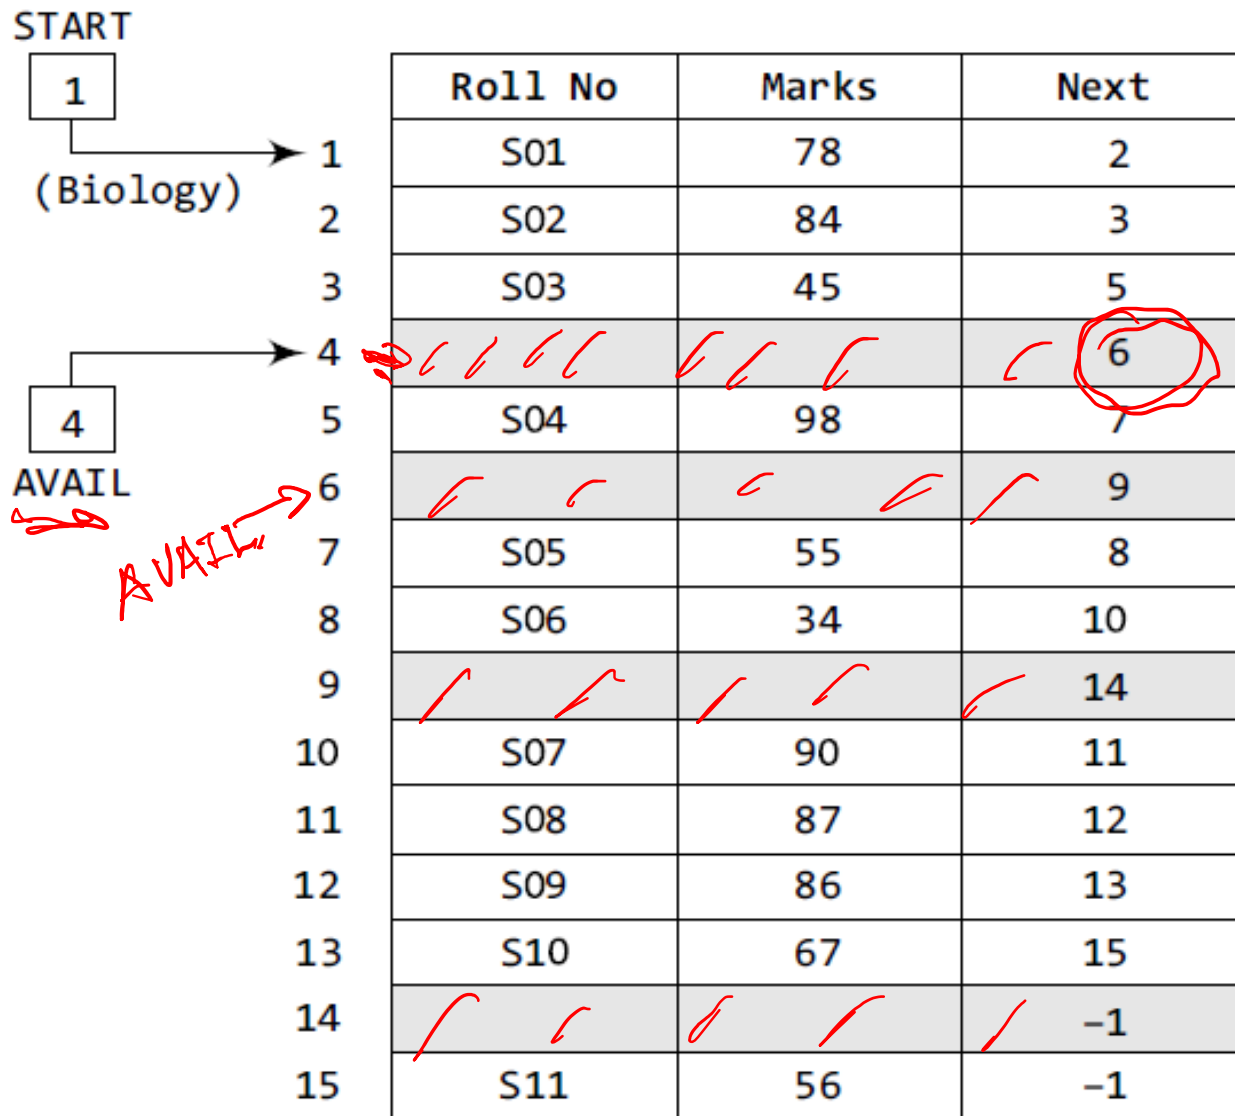 START
1
Roll No Marks Next
1 S01 78 2
(Biology)
2 S02 84 3
3 S03 45 5
4 6
4
5 S04 98 7
AVAIL
6 9
AVAIL
7 S05 55 8
8 S06 34 10
9 14
10 S07 90 11
11 S08 87 12
12 S09 86 13
13 S10 67 15
14 –1
15 S11 56 –1